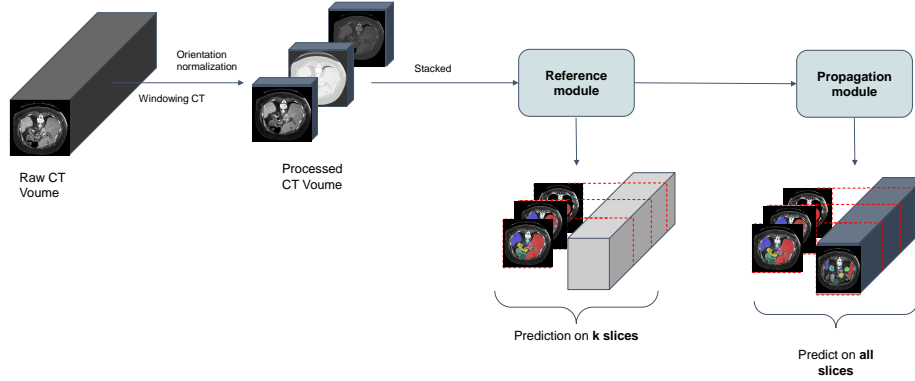 Orientation
normalization
Windowing CT
Raw CT
Voume
Processed
CT Voume
Stacked
Reference
module
Propagation
module
Prediction on k slices
Predict on all
slices